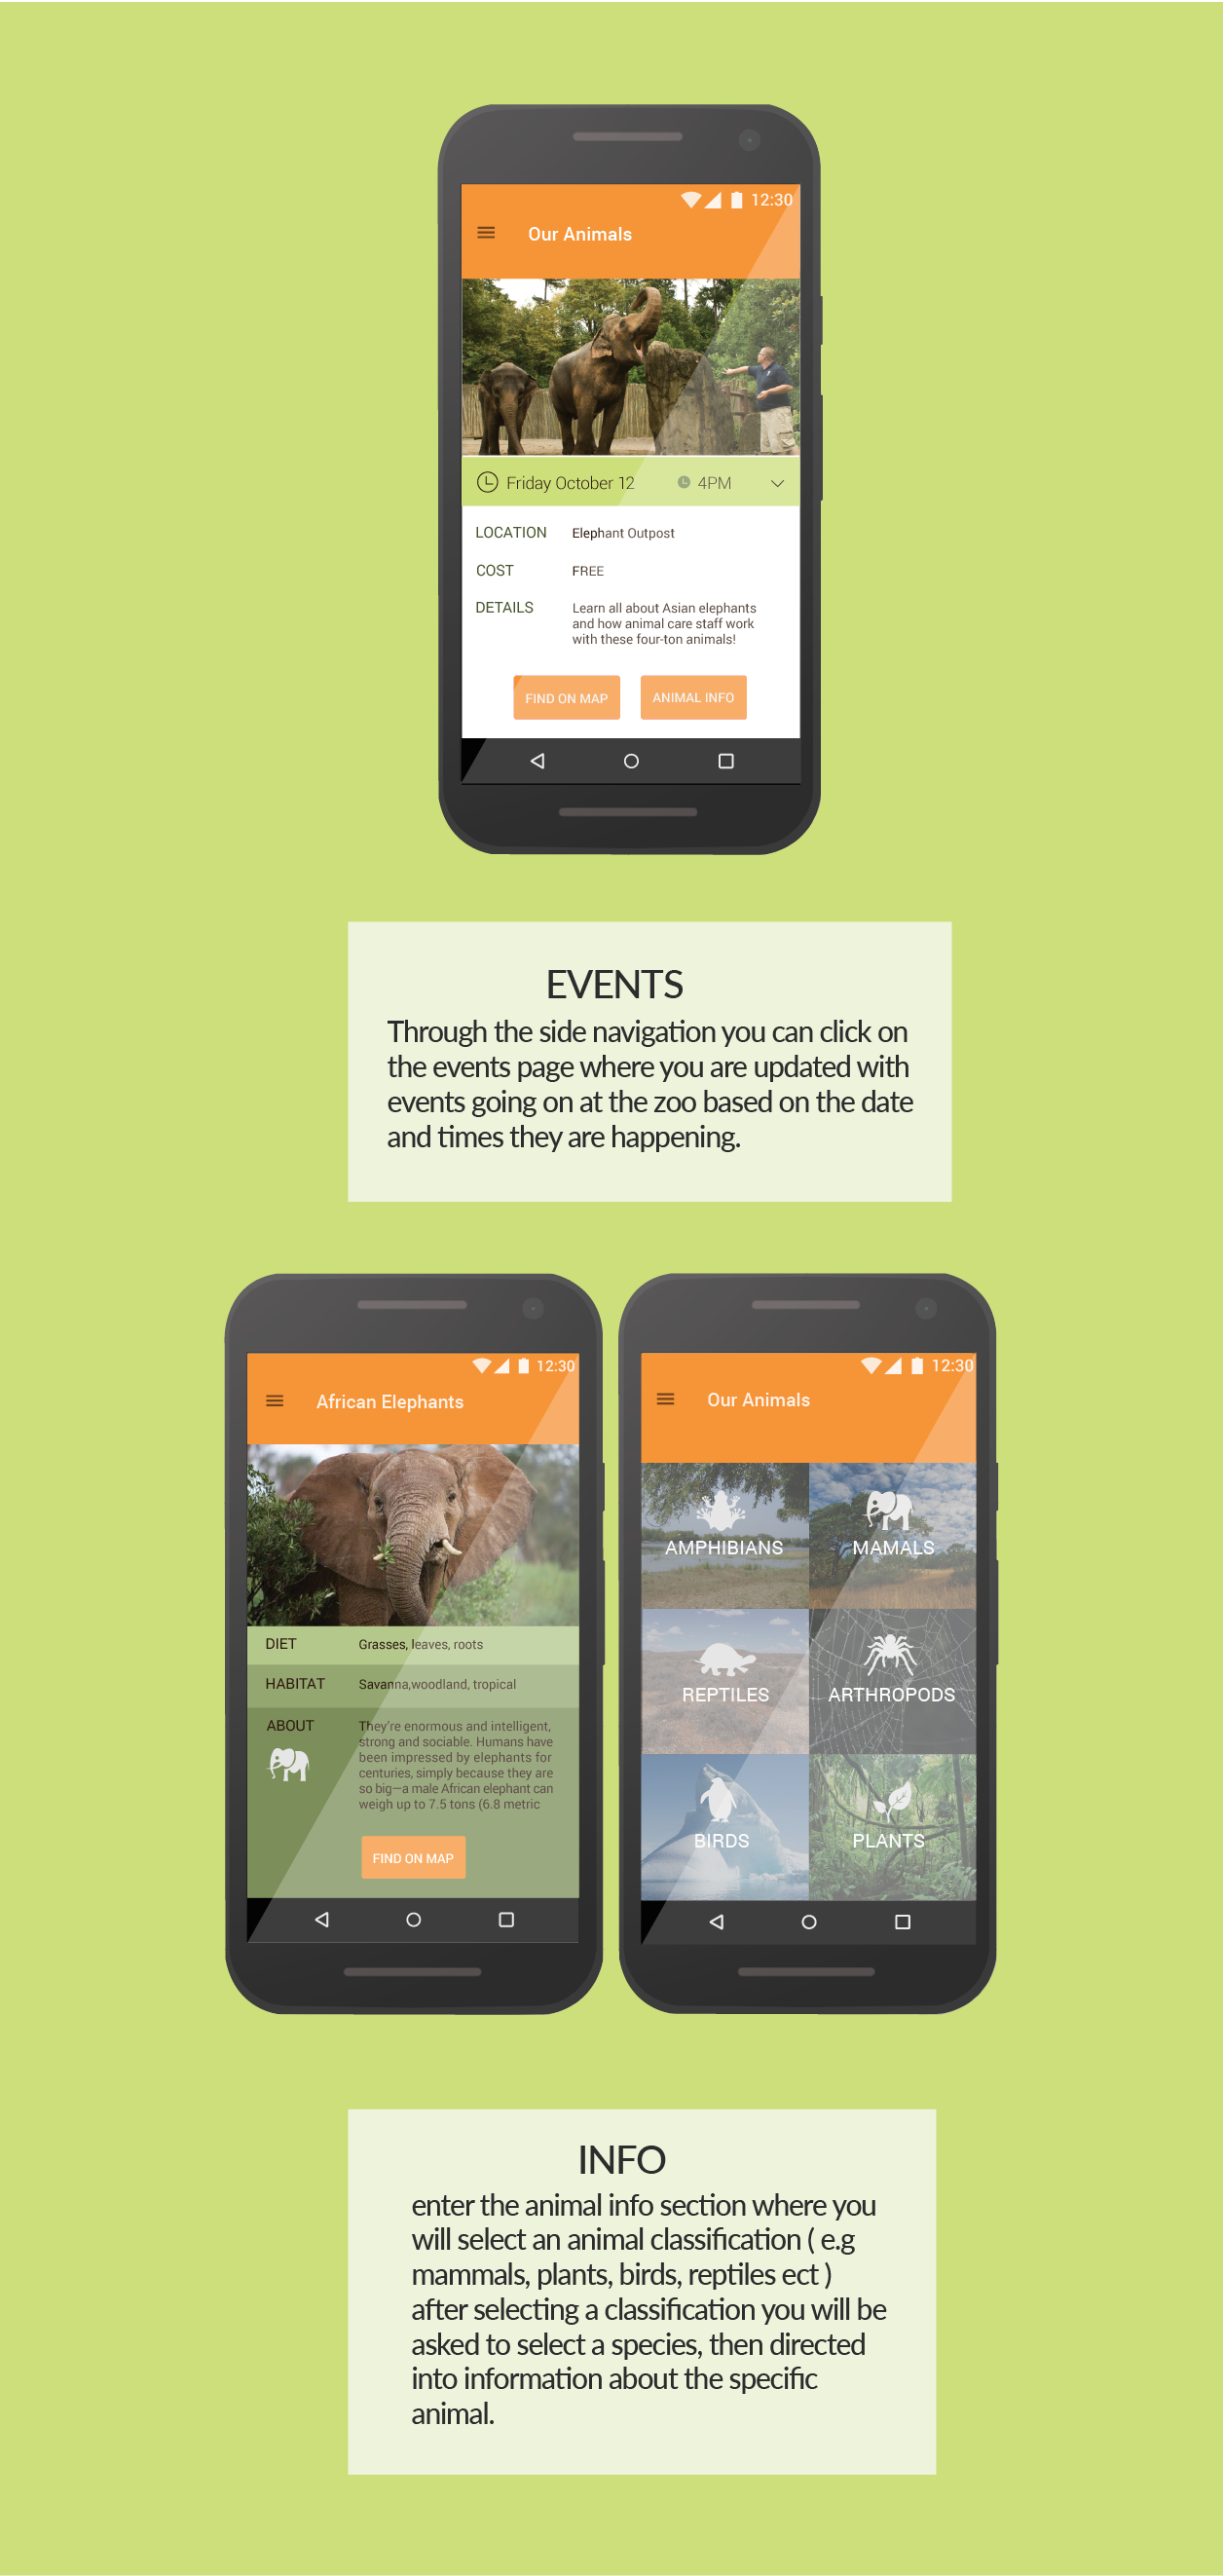 12:30
Our Animals
Friday October 12 4PM
LOCATION Elephant Outpost
COST FREE
DETAILS Learn all about Asian elephants
and how animal care staff work
with these four-ton animals!
FIND ON MAP ANIMAL INFO
EVENTS
Through the side navigation you can click on
the events page where you are updated with
events going on at the zoo based on the date
and times they are happening.
12:30
African Elephants
DIET Grasses, leaves, roots
HABITAT Savanna,woodland, tropical
ABOUT They're enormous and intelligent,
strong and sociable. Humans have
been impressed by elephants for
centuries, simply because they are
so big—a male African elephant can
weigh up to 7.5 tons (6.8 metric
FIND ON MAP
12:30
Our Animals
AMPHIBIANS MAMALS
REPTILES ARTHROPODS
BIRDS PLANTS
INFO
enter the animal info section where you
will select an animal classification ( e.g
mammals, plants, birds, reptiles ect )
after selecting a classification you will be
asked to select a species, then directed
into information about the specific
animal.